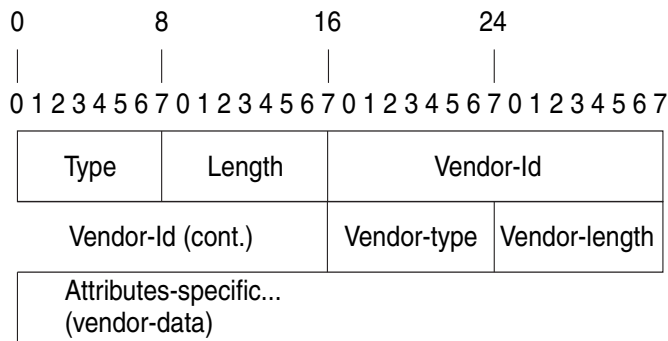 0 8 16 24
0 1 2 3 4 5 6 7 0 1 2 3 4 5 6 7 0 1 2 3 4 5 6 7 0 1 2 3 4 5 6 7
Type Length Vendor-Id
Vendor-Id (cont.) Vendor-type Vendor-length
Attributes-specific...
(vendor-data)